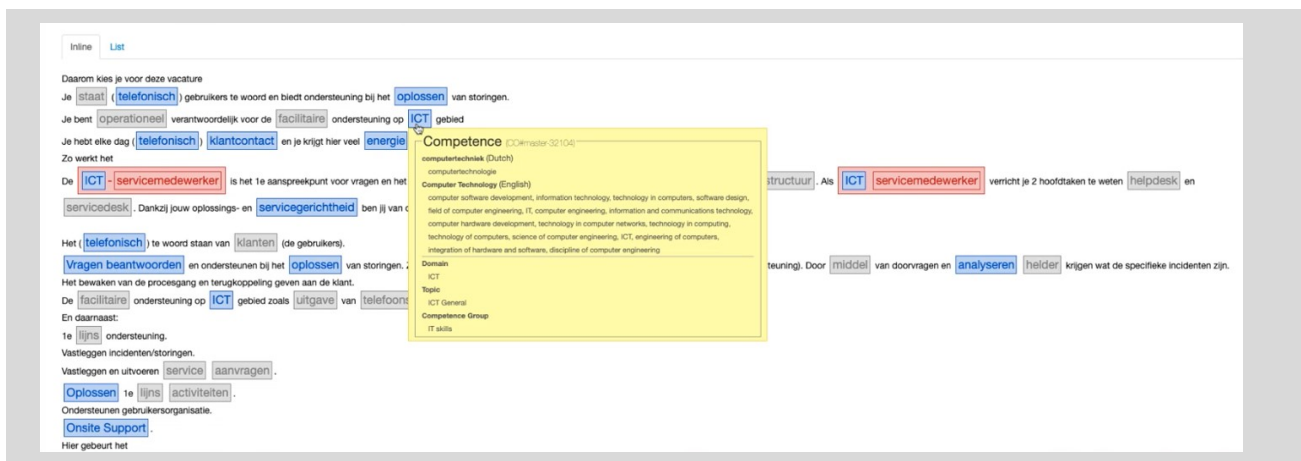 Inline List
Daarom kies je voor deze vacature
Je staat ( telefonisch ) gebruikers te woord en biedt ondersteuning bij het oplossen van storingen.
Je bent operationeel verantwoordelijk voor de facilitaire ondersteuning op ICT gebied
Je hebt elke dag ( telefonisch ) klantcontact en je krijgt hier veel energie
Zo werkt het
De ICT - servicemedewerker is het 1e aanspreekpunt voor vragen en het structuur . Als ICT servicemedewerker verricht je 2 hoofdtaken te weten helpdesk en
servicedesk . Dankzij jouw oplossings- en servicegerichtheid ben jij van
Het ( telefonisch ) te woord staan van klanten (de gebruikers).
Vragen beantwoorden en ondersteunen bij het oplossen van storingen. teuning). Door middel van doorvragen en analyseren helder krijgen wat de specifieke incidenten zijn.
Het bewaken van de procesgang en terugkoppeling geven aan de klant.
De facilitaire ondersteuning op ICT gebied zoals uitgave van telefoons
En daarnaast:
1e lijns ondersteuning.
Vastleggen incidenten/storingen.
Vastleggen en uitvoeren service aanvragen .
Oplossen 1e lijns activiteiten .
Ondersteunen gebruikersorganisatie.
Onsite Support .
Hier gebeurt het
Competence (CO#master-32104)
computertechniek (Dutch)
computertechnologie
Computer Technology (English)
computer software development, information technology, technology in computers, software design,
field of computer engineering, IT, computer engineering, information and communications technology,
computer hardware development, technology in computer networks, technology in computing,
technology of computers, science of computer engineering, ICT, engineering of computers,
integration of hardware and software, discipline of computer engineering
Domain
ICT
Topic
ICT General
Competence Group
IT skills